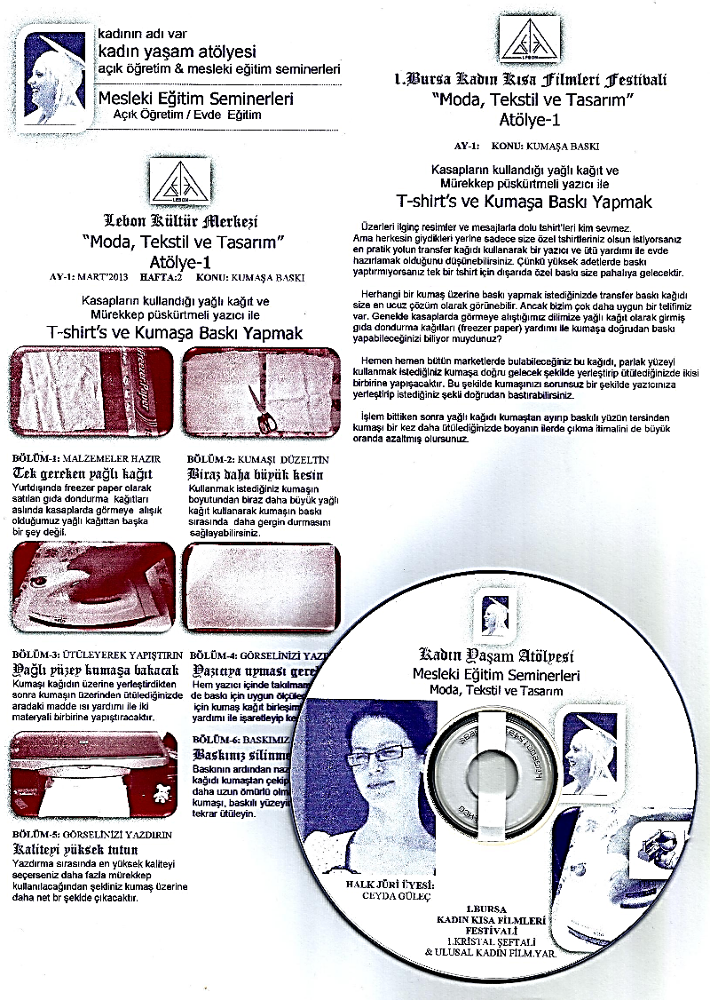 kadının adı var
kadın yaşam atölyesi
açık öğretim & mesleki eğitim seminerleri
Mesleki Eğitim Seminerleri
Açık Öğretim / Evde Eğitim
LEBON
Lebon Kültür Merkezi
“Moda, Tekstil ve Tasarım”
Atölye-1
AY-1: MART’2013 HAFTA:2 KONU: KUMAŞA BASKI
Kasapların kullandığı yağlı kağıt ve
Mürekkep püskürtmeli yazıcı ile
T-shirt’s ve Kumaşa Baskı Yapmak
FreezerPaper
BÖLÜM-1: MALZEMELER HAZIR
Tek gereken yağlı kağıt
Yurtdışında freezer paper olarak
satılan gıda dondurma kağıtları
aslında kasaplarda görmeye alışık
olduğumuz yağlı kağıttan başka
bir şey değil.
BÖLÜM-2: KUMAŞI DÜZELTİN
Biraz daha büyük kesin
Kullanmak istediğiniz kumaşın
boyutundan biraz daha büyük yağlı
kağıt kullanarak kumaşın baskı
sırasında daha gergin durmasını
sağlayabilirsiniz.
BÖLÜM-3: ÜTÜLEYEREK YAPIŞTIRIN
Yağlı yüzey kumaşa bakacak
Kumaşı kağıdın üzerine yerleştirdikten
sonra kumaşın üzerinden ütülediğinizde
aradaki madde ısı yardımı ile iki
materyali birbirine yapıştıracaktır.
BÖLÜM-4: GÖRSELİNİZİ YAZ
Yazıcıya uyması gere
Hem yazıcı içinde takılmam
de baskı için uygun ölçüle
için kumaş kağıt birleşim
yardımı ile işaretleyip ke
BÖLÜM-5: GÖRSELİNİZİ YAZDIRIN
Kaliteyi yüksek tutun
Yazdırma sırasında en yüksek kaliteyi
seçerseniz daha fazla mürekkep
kullanılacağından şekliniz kumaş üzerine
daha net br şeklde çıkacaktır.
BÖLÜM-6: BASKIMIZ
Baskınız silinme
Baskının ardından naz
kağıdı kumaştan çekip
daha uzun ömürlü olm
kumaşı, baskılı yüzeyi
tekrar ütüleyin.
LEBON
1.Bursa Kadın Kısa Filmleri Festivali
“Moda, Tekstil ve Tasarım”
Atölye-1
AY-1: KONU: KUMAŞA BASKI
Kasapların kullandığı yağlı kağıt ve
Mürekkep püskürtmeli yazıcı ile
T-shirt’s ve Kumaşa Baskı Yapmak
Üzerleri ilginç resimler ve mesajlarla dolu tshirt’leri kim sevmez.
Ama herkesin giydikleri yerine sadece size özel tshirtleriniz olsun istiyorsanız
en pratik yolun transfer kağıdı kullanarak bir yazıcı ve ütü yardımı ile evde
hazırlamak olduğunu düşünebilirsiniz. Çünkü yüksek adetlerde baskı
yaptırmıyorsanız tek bir tshirt için dışarıda özel baskı size pahalıya gelecektir.
Herhangi bir kumaş üzerine baskı yapmak istediğinizde transfer baskı kağıdı
size en ucuz çözüm olarak görünebilir. Ancak bizim çok daha uygun bir telifimiz
var. Genelde kasaplarda görmeye alıştığımız dilimize yağlı kağıt olarak girmiş
gıda dondurma kağıtları (freezer paper) yardımı ile kumaşa doğrudan baskı
yapabileceğinizi biliyor muydunuz?
Hemen hemen bütün marketlerde bulabileceğiniz bu kağıdı, parlak yüzeyi
kullanmak istediğiniz kumaşa doğru gelecek şekilde yerleştirip ütülediğinizde ikisi
birbirine yapışacaktır. Bu şekilde kumaşınızı sorunsuz bir şekilde yazıcınıza
yerleştirip istediğiniz şekli doğrudan bastırabilirsiniz.
İşlem bittiken sonra yağlı kağıdı kumaştan ayırıp baskılı yüzün tersinden
kumaşı bir kez daha ütülediğinizde boyanın ilerde çıkma itimalini de büyük
oranda azaltmış olursunuz.
Kadın Yaşam Atölyesi
Mesleki Eğitim Seminerleri
Moda, Tekstil ve Tasarım
HALK JÜRİ ÜYESİ:
CEYDA GÜLEÇ
1.BURSA
KADIN KISA FİLMLERİ
FESTİVALİ
1.KRİSTAL ŞEFTALİ
& ULUSAL KADIN FİLM.YAR.